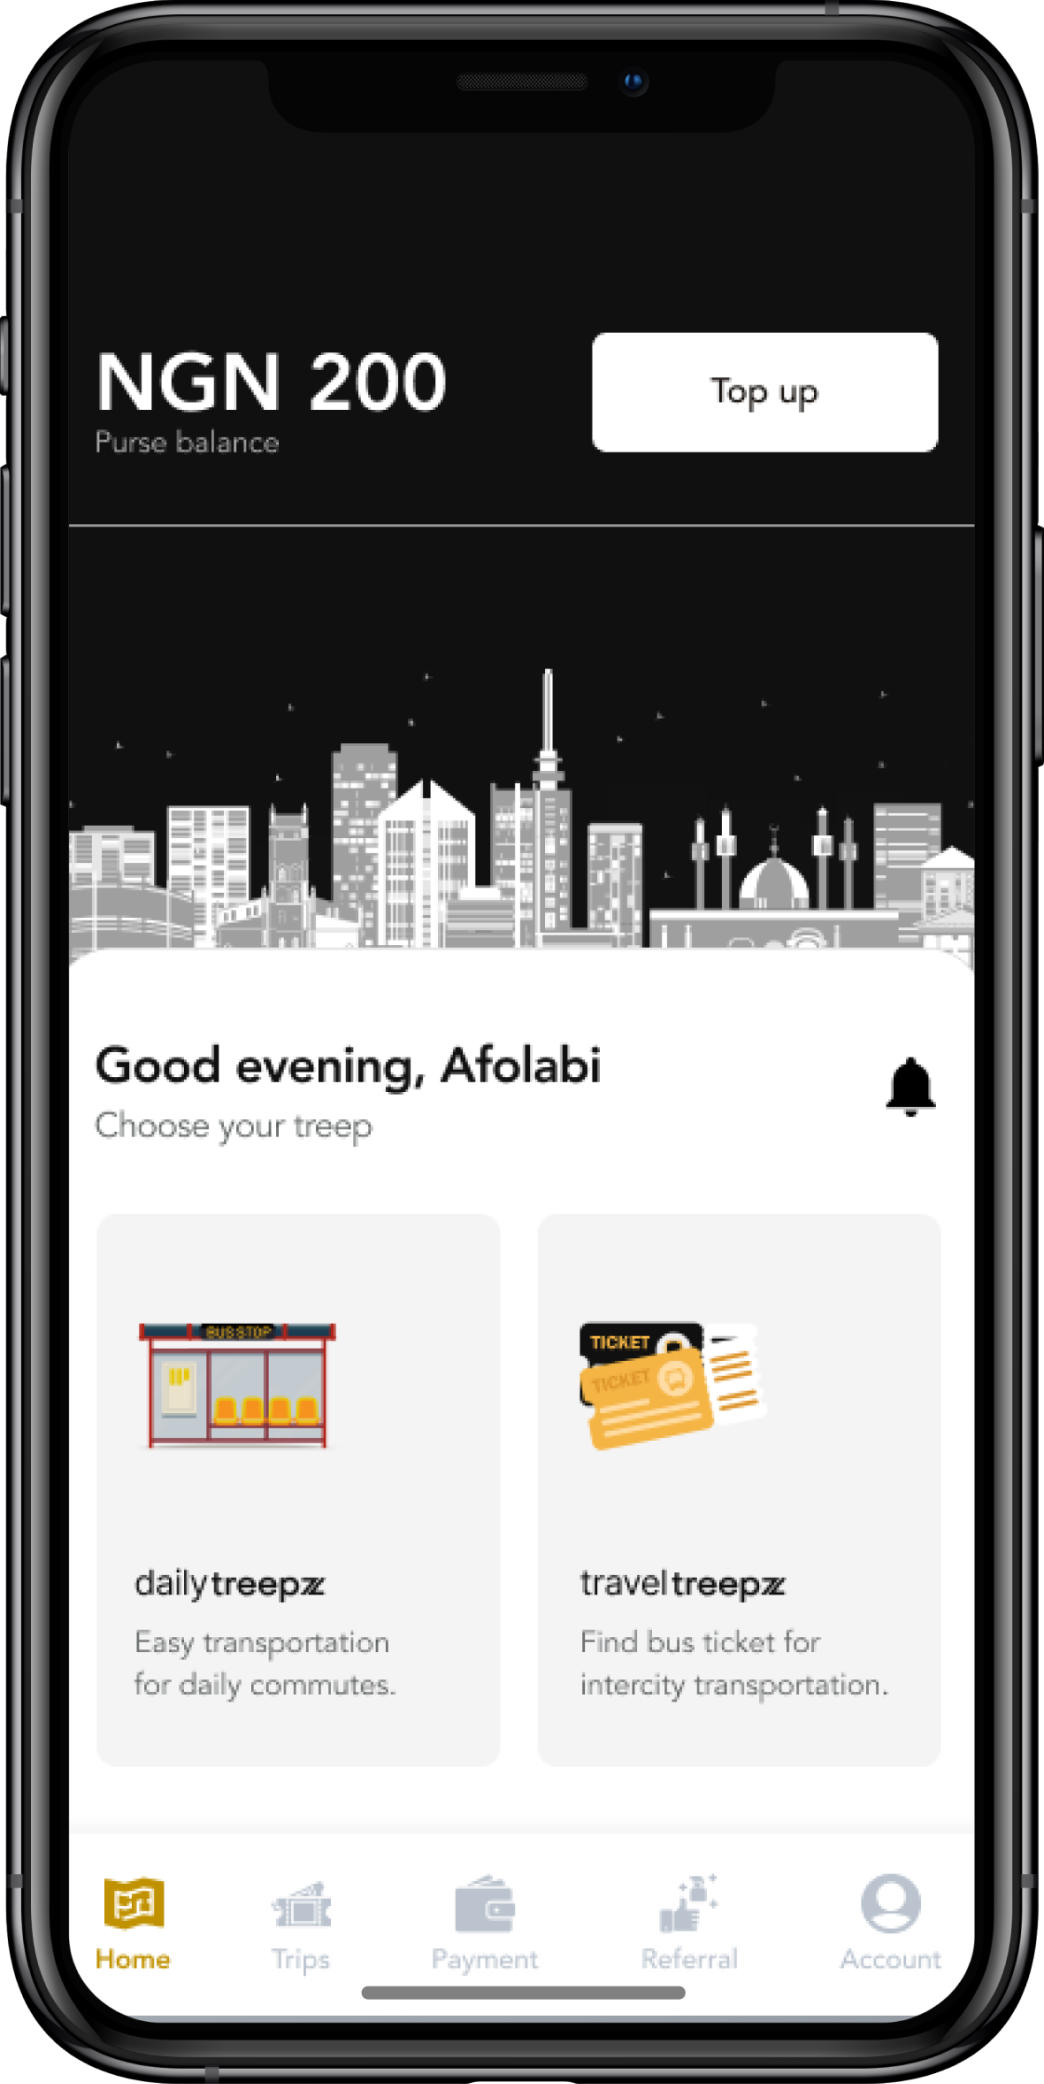 NGN 200
Purse balance
Top up
Good evening, Afolabi
Choose your treep
BUS STOP
TICKET
TICKET
dailytreepz
Easy transportation
for daily commutes.
traveltreepz
Find bus ticket for
intercity transportation.
Home
Trips
Payment
Referral
Account